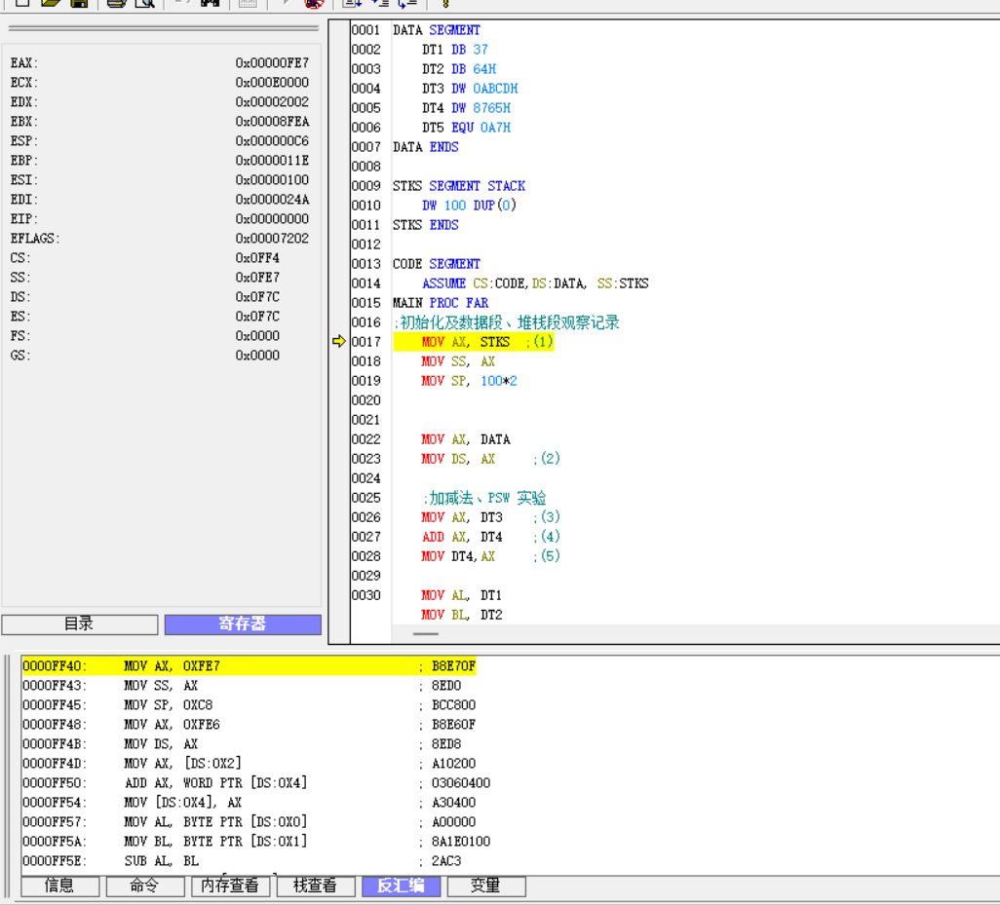 EAX: 0x00000FE7
ECX: 0x000E0000
EDX: 0x00002002
EBX: 0x00008FEA
ESP: 0x000000C6
EBP: 0x0000011E
ESI: 0x00000100
EDI: 0x0000024A
EIP: 0x00000000
EFLAGS: 0x00007202
CS: 0x0FF4
SS: 0x0FE7
DS: 0x0F7C
ES: 0x0F7C
FS: 0x0000
GS: 0x0000
目录
寄存器
0001 DATA SEGMENT
0002 DT1 DB 37
0003 DT2 DB 64H
0004 DT3 DW 0ABCDH
0005 DT4 DW 8765H
0006 DT5 EQU 0A7H
0007 DATA ENDS
0008
0009 STKS SEGMENT STACK
0010 DW 100 DUP(0)
0011 STKS ENDS
0012
0013 CODE SEGMENT
0014 ASSUME CS:CODE,DS:DATA, SS:STKS
0015 MAIN PROC FAR
0016 ;初始化及数据段、堆栈段观察记录
0017 MOV AX, STKS ;(1)
0018 MOV SS, AX
0019 MOV SP, 100*2
0020
0021
0022 MOV AX, DATA
0023 MOV DS, AX ;(2)
0024
0025 ;加减法、PSW 实验
0026 MOV AX, DT3 ;(3)
0027 ADD AX, DT4 ;(4)
0028 MOV DT4,AX ;(5)
0029
0030 MOV AL, DT1
MOV BL, DT2
0000FF40: MOV AX, 0XFE7 ; B8E70F
0000FF43: MOV SS, AX ; 8ED0
0000FF45: MOV SP, 0XC8 ; BCC800
0000FF48: MOV AX, 0XFE6 ; B8E60F
0000FF4B: MOV DS, AX ; 8ED8
0000FF4D: MOV AX, [DS:0X2] ; A10200
0000FF50: ADD AX, WORD PTR [DS:0X4] ; 03060400
0000FF54: MOV [DS:0X4], AX ; A30400
0000FF57: MOV AL, BYTE PTR [DS:0X0] ; A00000
0000FF5A: MOV BL, BYTE PTR [DS:0X1] ; 8A1E0100
0000FF5E: SUB AL, BL ; 2AC3
信息
命令
内存查看
栈查看
反汇编
变量